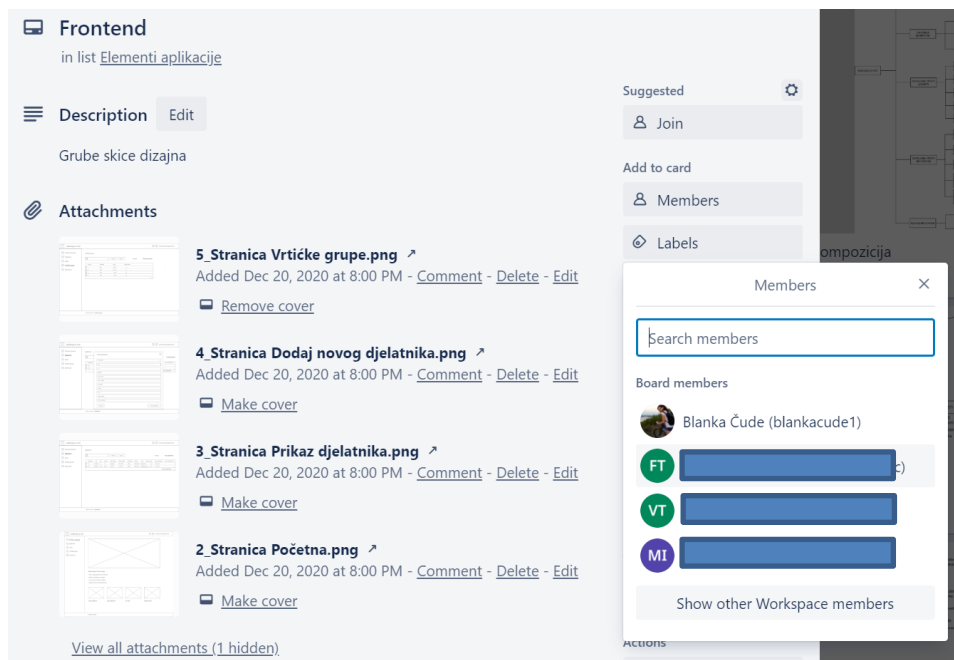 Frontend
in list Elementi aplikacije
Description Edit
Grube skice dizajna
Attachments
5_Stranica Vrtićke grupe.png ↗
Added Dec 20, 2020 at 8:00 PM - Comment - Delete - Edit
Remove cover
4_Stranica Dodaj novog djelatnika.png ↗
Added Dec 20, 2020 at 8:00 PM - Comment - Delete - Edit
Make cover
3_Stranica Prikaz djelatnika.png ↗
Added Dec 20, 2020 at 8:00 PM - Comment - Delete - Edit
Make cover
2_Stranica Početna.png ↗
Added Dec 20, 2020 at 8:00 PM - Comment - Delete - Edit
Make cover
View all attachments (1 hidden)
Suggested
Join
Add to card
Members
Labels
ompozicija
Members
Search members
Board members
Blanka Čude (blankacude1)
FT c)
VT
MI
Show other Workspace members
Actions